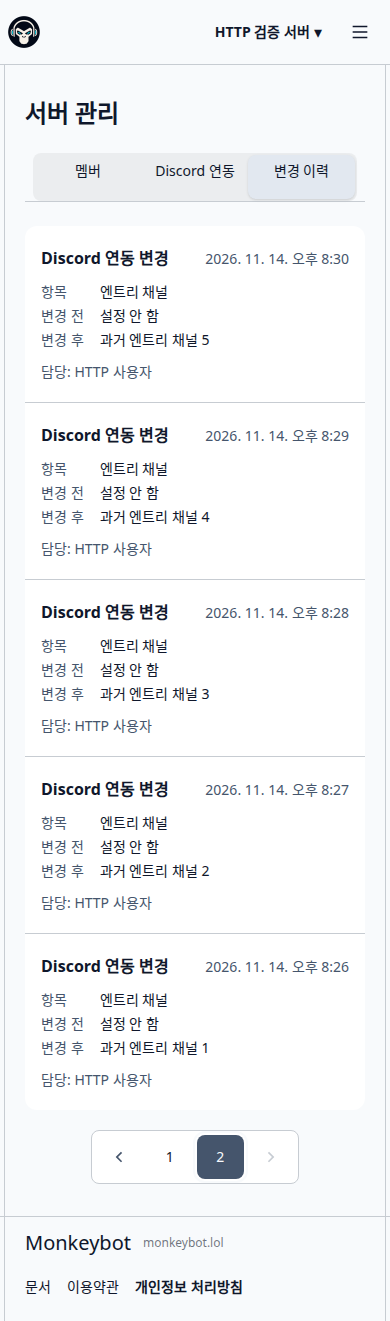 HTTP 검증 서버 ▾
서버 관리
멤버 Discord 연동 변경 이력
Discord 연동 변경 2026. 11. 14. 오후 8:30
항목 엔트리 채널
변경 전 설정 안 함
변경 후 과거 엔트리 채널 5
담당: HTTP 사용자
Discord 연동 변경 2026. 11. 14. 오후 8:29
항목 엔트리 채널
변경 전 설정 안 함
변경 후 과거 엔트리 채널 4
담당: HTTP 사용자
Discord 연동 변경 2026. 11. 14. 오후 8:28
항목 엔트리 채널
변경 전 설정 안 함
변경 후 과거 엔트리 채널 3
담당: HTTP 사용자
Discord 연동 변경 2026. 11. 14. 오후 8:27
항목 엔트리 채널
변경 전 설정 안 함
변경 후 과거 엔트리 채널 2
담당: HTTP 사용자
Discord 연동 변경 2026. 11. 14. 오후 8:26
항목 엔트리 채널
변경 전 설정 안 함
변경 후 과거 엔트리 채널 1
담당: HTTP 사용자
1 2
Monkeybot monkeybot.lol
문서 이용약관 개인정보 처리방침